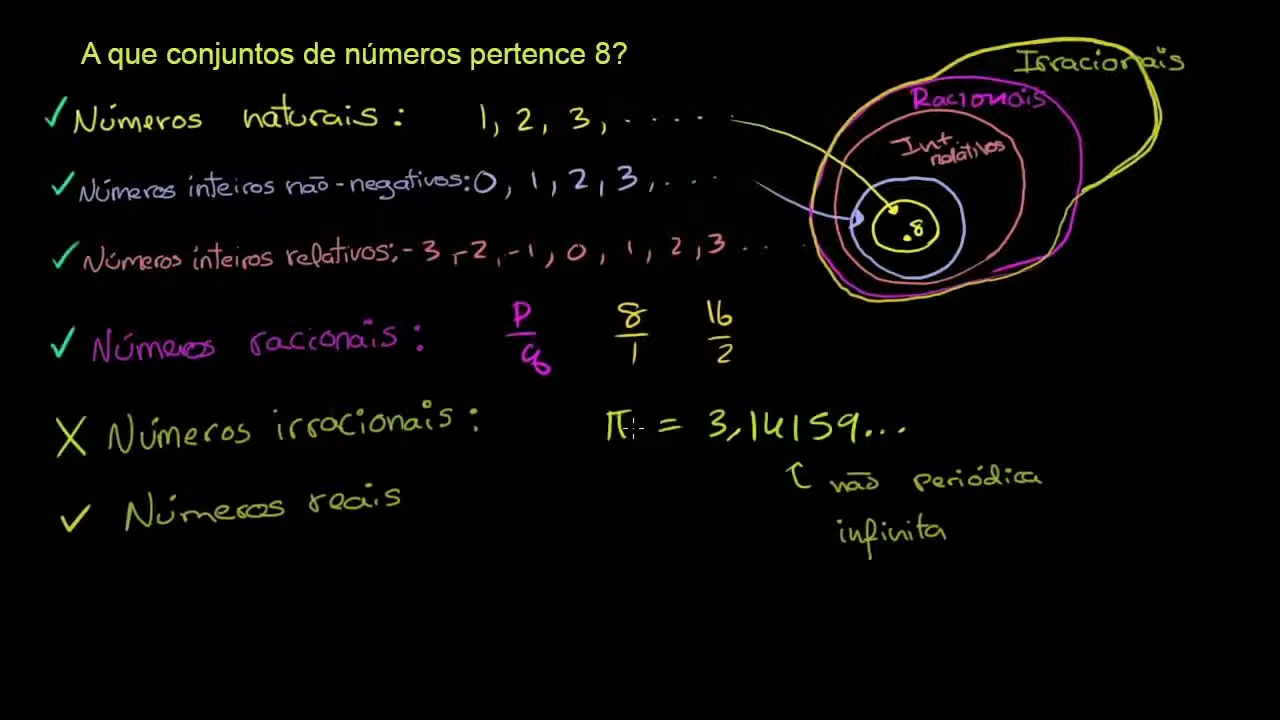 A que conjuntos de números pertence 8?
✓ Números naturais: 1, 2, 3, ......
✓ Números inteiros não-negativos: 0, 1, 2, 3, ...
✓ Números inteiros relativos: -3, -2, -1, 0, 1, 2, 3 ....
✓ Números racionais: p/q 8/1 16/2
X Números irracionais: π = 3,14159...
não periódica
infinita
✓ Números reais
Irracionais
Racionais
Int
relativos
.8